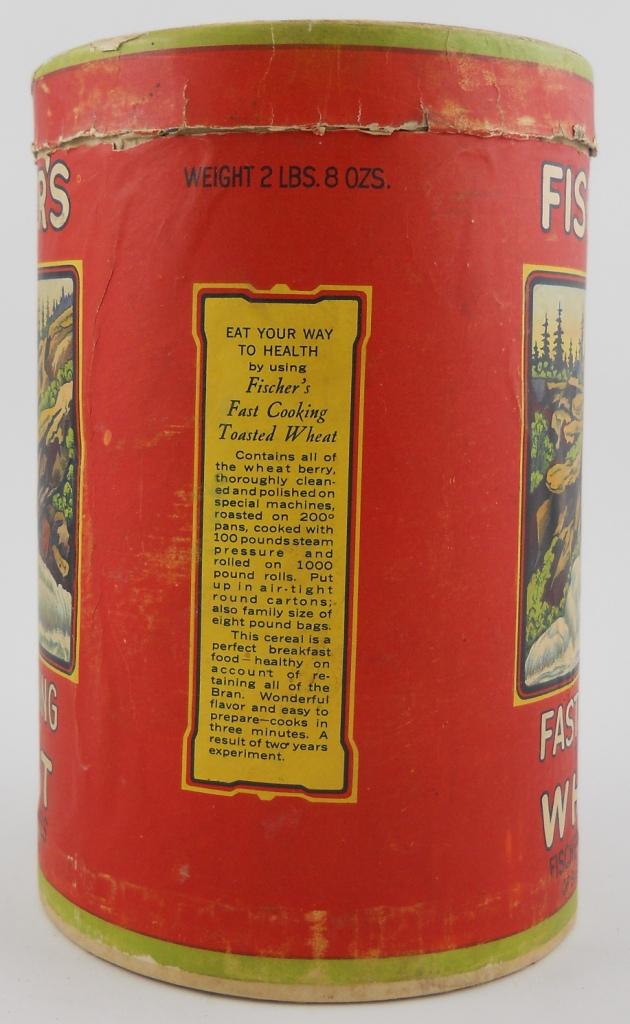 WEIGHT 2 LBS. 8 OZS.
EAT YOUR WAY
TO HEALTH
by using
Fischer's
Fast Cooking
Toasted Wheat
Contains all of
the wheat berry,
thoroughly clean-
ed and polished on
special machines,
roasted on 200°
pans, cooked with
100 pounds steam
pressure and
rolled on 1000
pound rolls. Put
up in air-tight
round cartons;
also family size of
eight pound bags.
This cereal is a
perfect breakfast
food—healthy on
account of re-
taining all of the
Bran. Wonderful
flavor and easy to
prepare—cooks in
three minutes. A
result of two years
experiment.
R'S
NG
T
FIS
FAST
WH